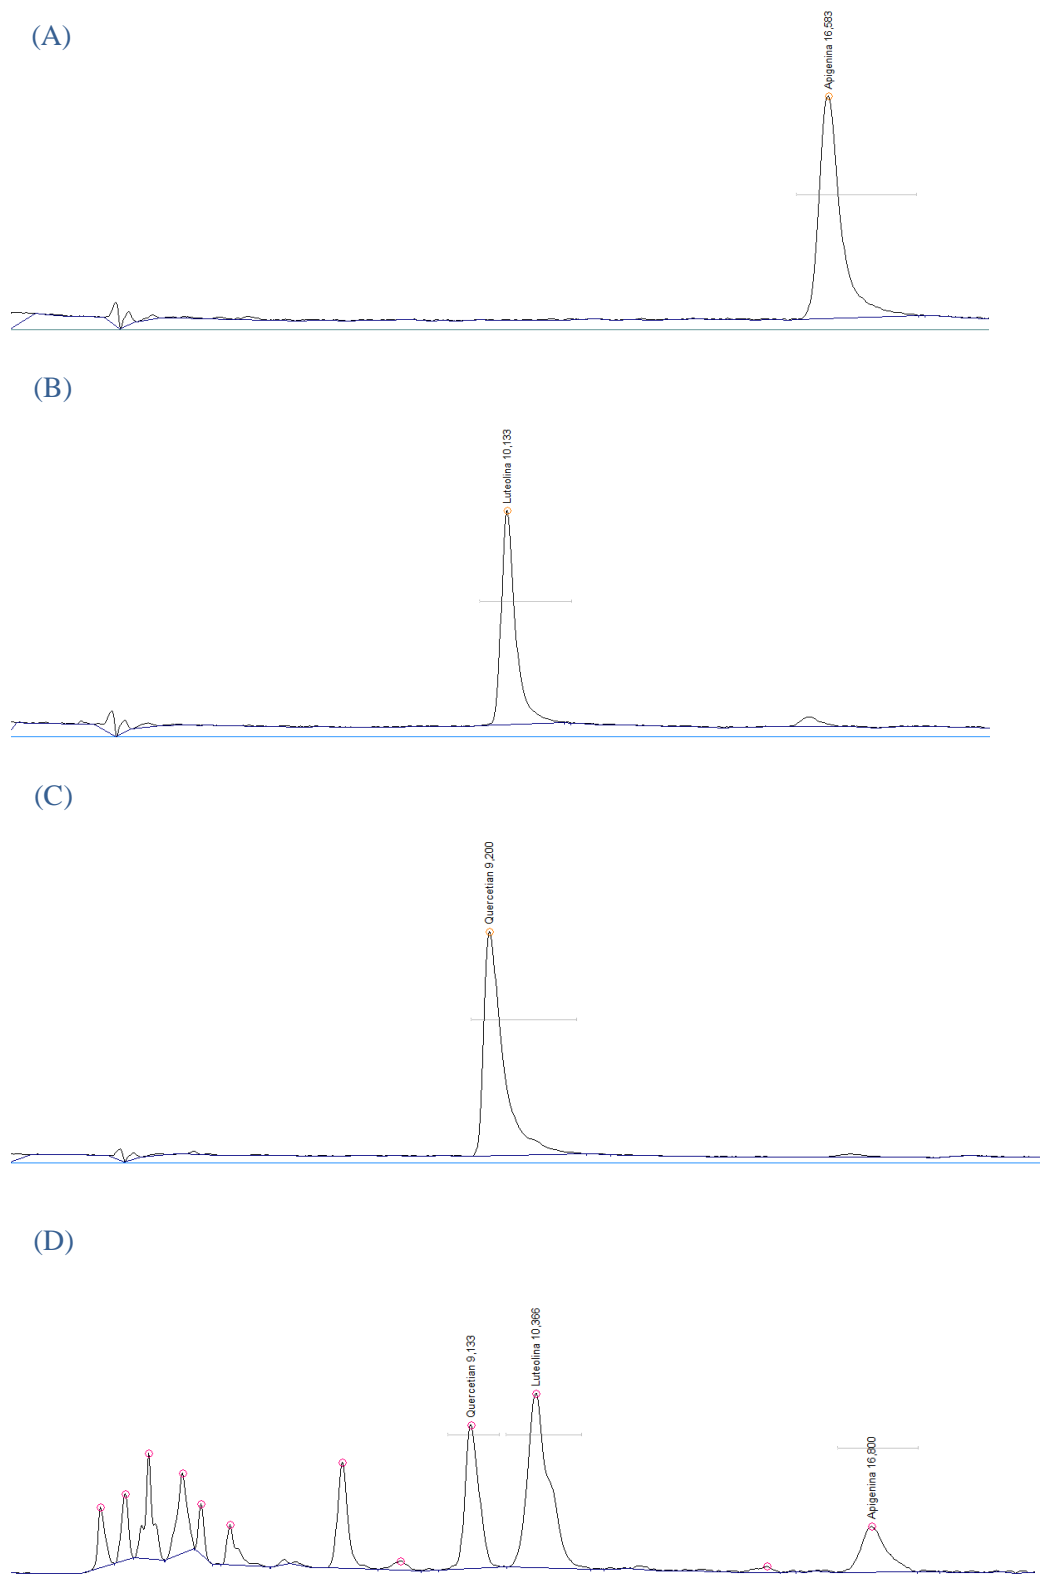 (A)
Apigenina 16,583
(B)
Luteolina 10,133
(C)
Quercetian 9,200
(D)
Quercetian 9,133
Luteolina 10,366
Apigenina 16,800